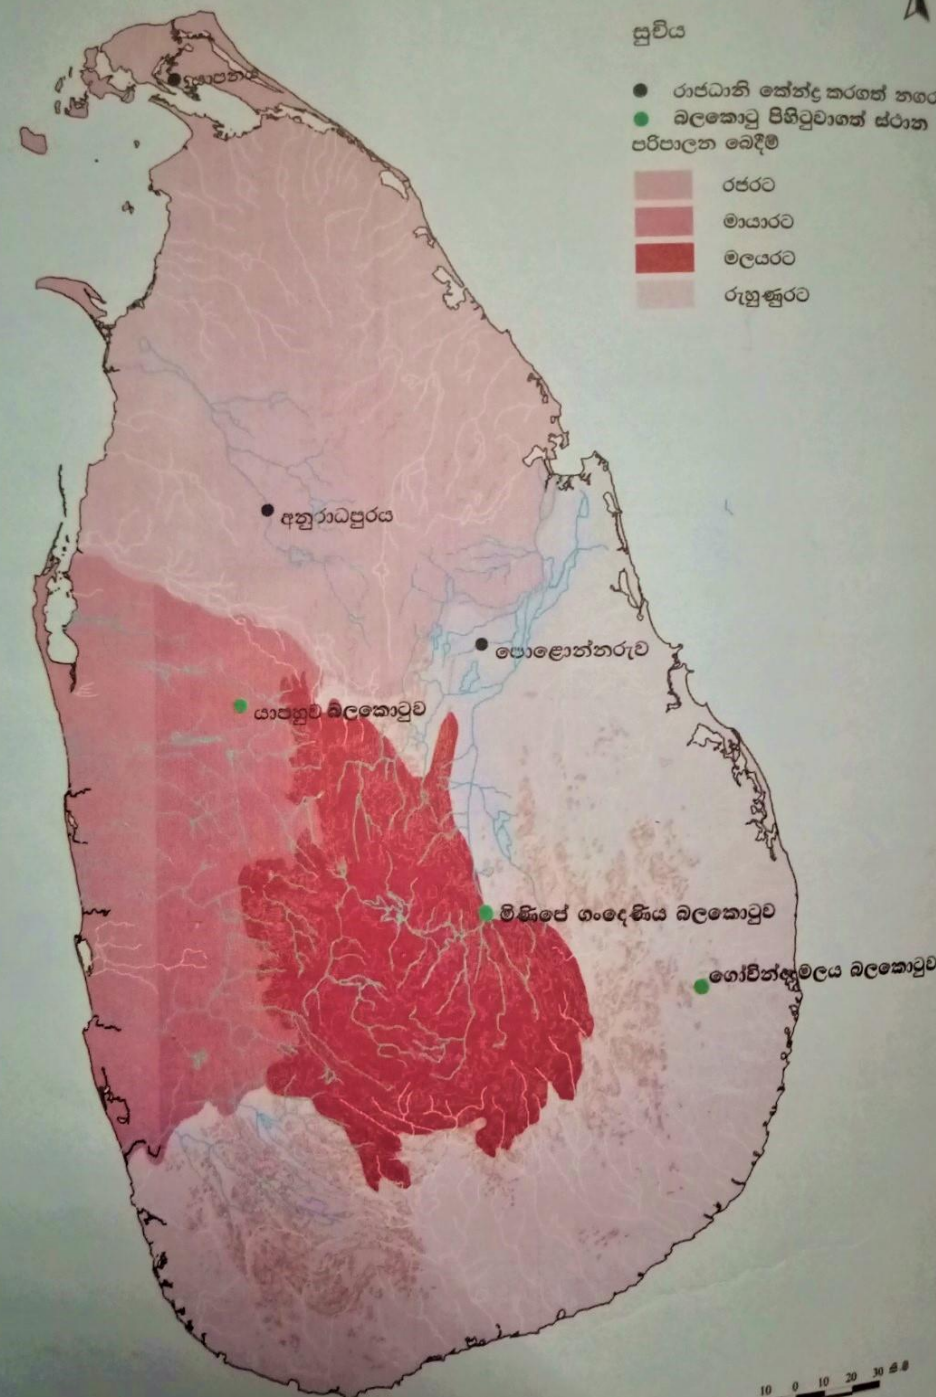 සුචිය
රාජධානි කේන්ද්‍ර කරගත් නගර
බලකොටු පිහිටුවාගත් ස්ථාන
පරිපාලන බෙදීම්
රජරට
මායාරට
මලයරට
රුහුණුරට
යාපනය
අනුරාධපුරය
පොළොන්නරුව
යාපහුව බලකොටුව
මිණිපේ ගංදෙණිය බලකොටුව
ගෝවින්දමලය බලකොටුව
10 0 10 20 30 කි.මී